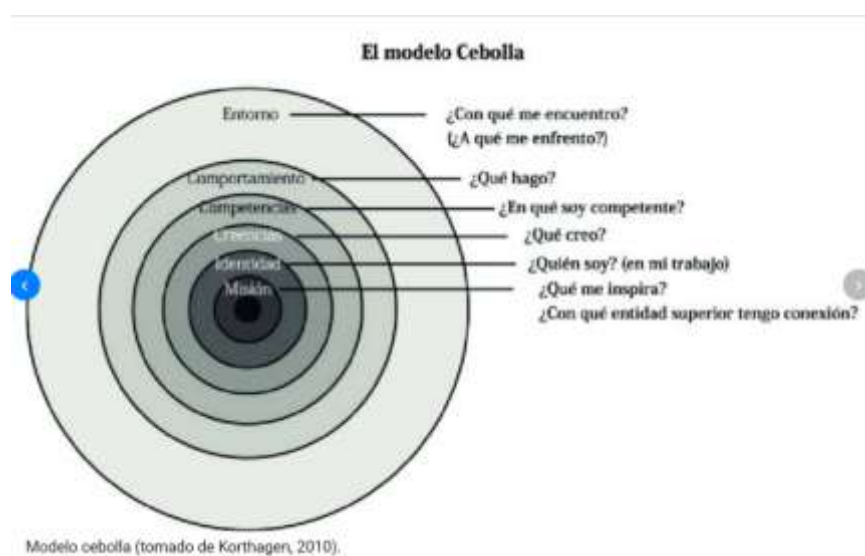 El modelo Cebolla
Entorno
¿Con qué me encuentro?
(¿A qué me enfrento?)
Comportamiento
¿Qué hago?
Competencias
¿En qué soy competente?
Creencias
¿Qué creo?
Identidad
¿Quién soy? (en mi trabajo)
Misión
¿Qué me inspira?
¿Con qué entidad superior tengo conexión?
Modelo cebolla (tomado de Korthagen, 2010).